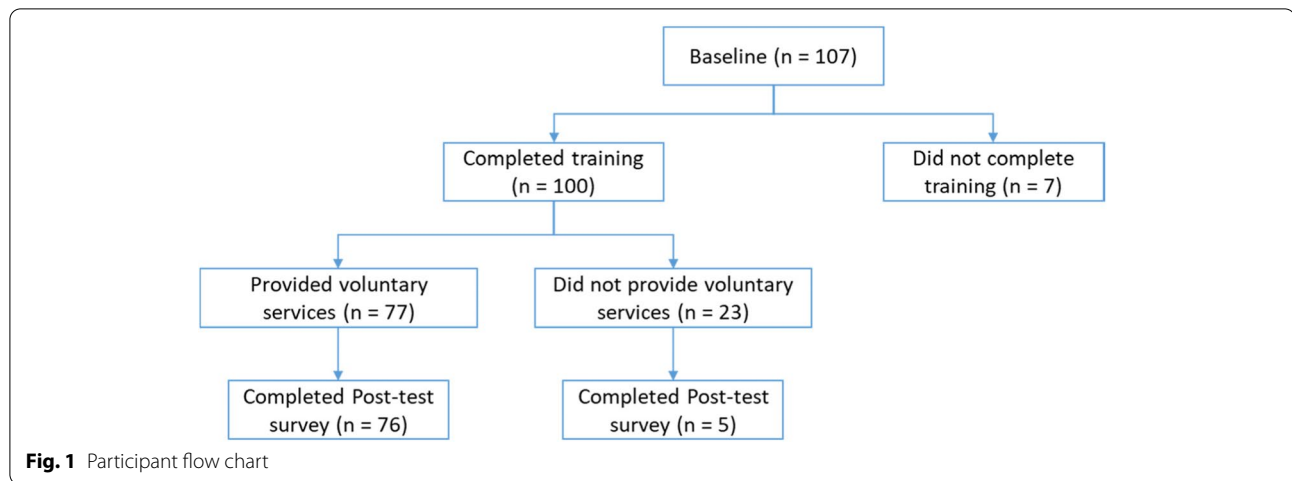 Baseline (n = 107)
Completed training
(n = 100)
Did not complete
training (n = 7)
Provided voluntary
services (n = 77)
Did not provide voluntary
services (n = 23)
Completed Post-test
survey (n = 76)
Completed Post-test
survey (n = 5)
Fig. 1 Participant flow chart